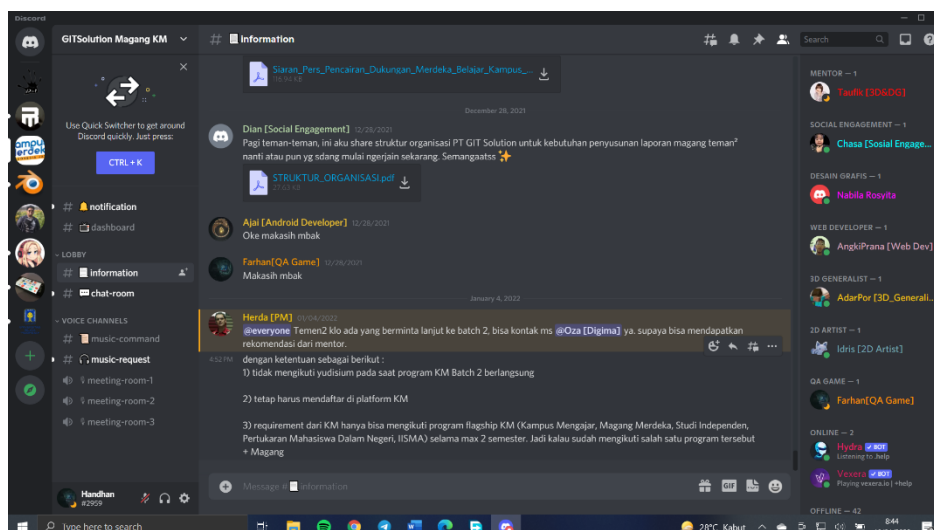 Discord
GITSolution Magang KM
information
Search
Use Quick Switcher to get around
Discord quickly. Just press:
CTRL + K
notification
dashboard
LOBBY
information
chat-room
VOICE CHANNELS
music-command
music-request
meeting-room-1
meeting-room-2
meeting-room-3
Handhan
#2959
Siaran_Pers_Pencairan_Dukungan_Merdeka_Belajar_Kampus_...
December 28, 2021
Dian [Social Engagement] 12/28/2021
Pagi teman-teman, ini aku share struktur organisasi PT GIT Solution untuk kebutuhan penyusunan laporan magang teman²
nanti atau pun yg sdang mulai ngerjain sekarang. Semangaatss
STRUKTUR_ORGANISASI.pdf
27.63 KB
Ajai [Android Developer] 12/28/2021
Oke makasih mbak
Farhan[QA Game] 12/28/2021
Makasih mbak
January 4, 2022
Herda [PM] 01/04/2022
@everyone Temen2 klo ada yang berminta lanjut ke batch 2, bisa kontak ms @Oza [Digima] ya. supaya bisa mendapatkan
rekomendasi dari mentor.
4:52 PM dengan ketentuan sebagai berikut :
1) tidak mengikuti yudisium pada saat program KM Batch 2 berlangsung
2) tetap harus mendaftar di platform KM
3) requirement dari KM hanya bisa mengikuti program flagship KM (Kampus Mengajar, Magang Merdeka, Studi Independen,
Pertukaran Mahasiswa Dalam Negeri, IISMA) selama max 2 semester. Jadi kalau sudah mengikuti salah satu program tersebut
+ Magang
Message # information
GIF
MENTOR — 1
Taufik [3D&DG]
SOCIAL ENGAGEMENT — 1
Chasa [Sosial Engage...
DESAIN GRAFIS — 1
Nabila Rosyita
WEB DEVELOPER — 1
AngkiPrana [Web Dev]
3D GENERALIST — 1
AdarPor [3D_Generali...
2D ARTIST — 1
Idris [2D Artist]
QA GAME — 1
Farhan[QA Game]
ONLINE — 2
Hydra BOT
Listening to .help
Vexera BOT
Playing vexera.io | +help
OFFLINE — 42
Type here to search
28°C Kabut
8:44